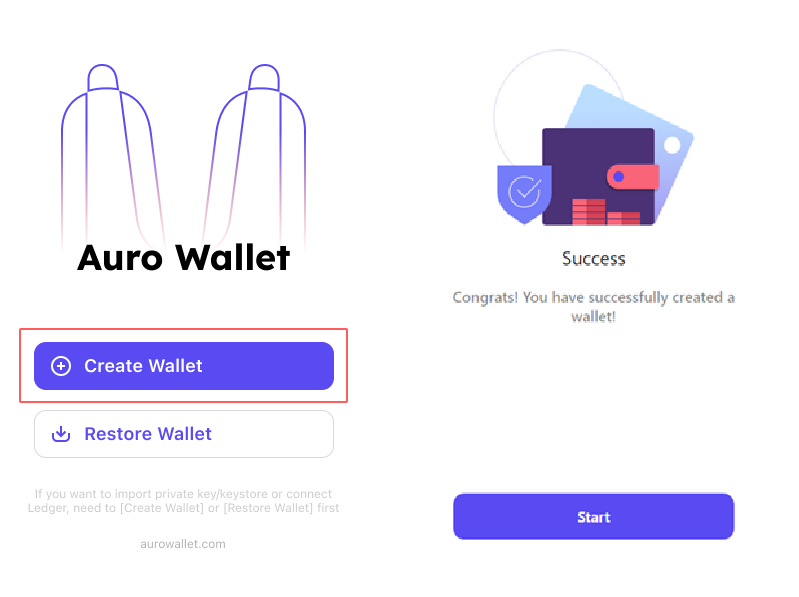 Auro Wallet
Create Wallet
Restore Wallet
If you want to import private key/keystore or connect
Ledger, need to [Create Wallet] or [Restore Wallet] first
aurowallet.com
Success
Congrats! You have successfully created a
wallet!
Start